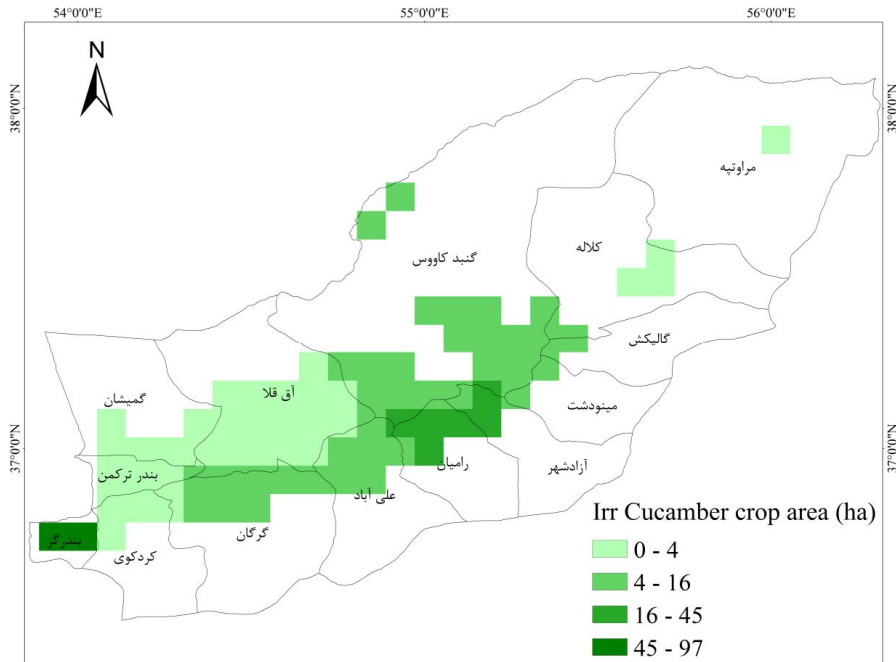 54°0'0"E 55°0'0"E 56°0'0"E
N
38°0'0"N 38°0'0"N
مراوتپه
کلاله
گنبد کاووس
گالیکش
آق قلا
گمیشان
مینودشت
37°0'0"N 37°0'0"N
رامیان
آزادشهر
بندر ترکمن
علی آباد
گرگان
بندرگز
کردکوی
Irr Cucamber crop area (ha)
0 - 4
4 - 16
16 - 45
45 - 97